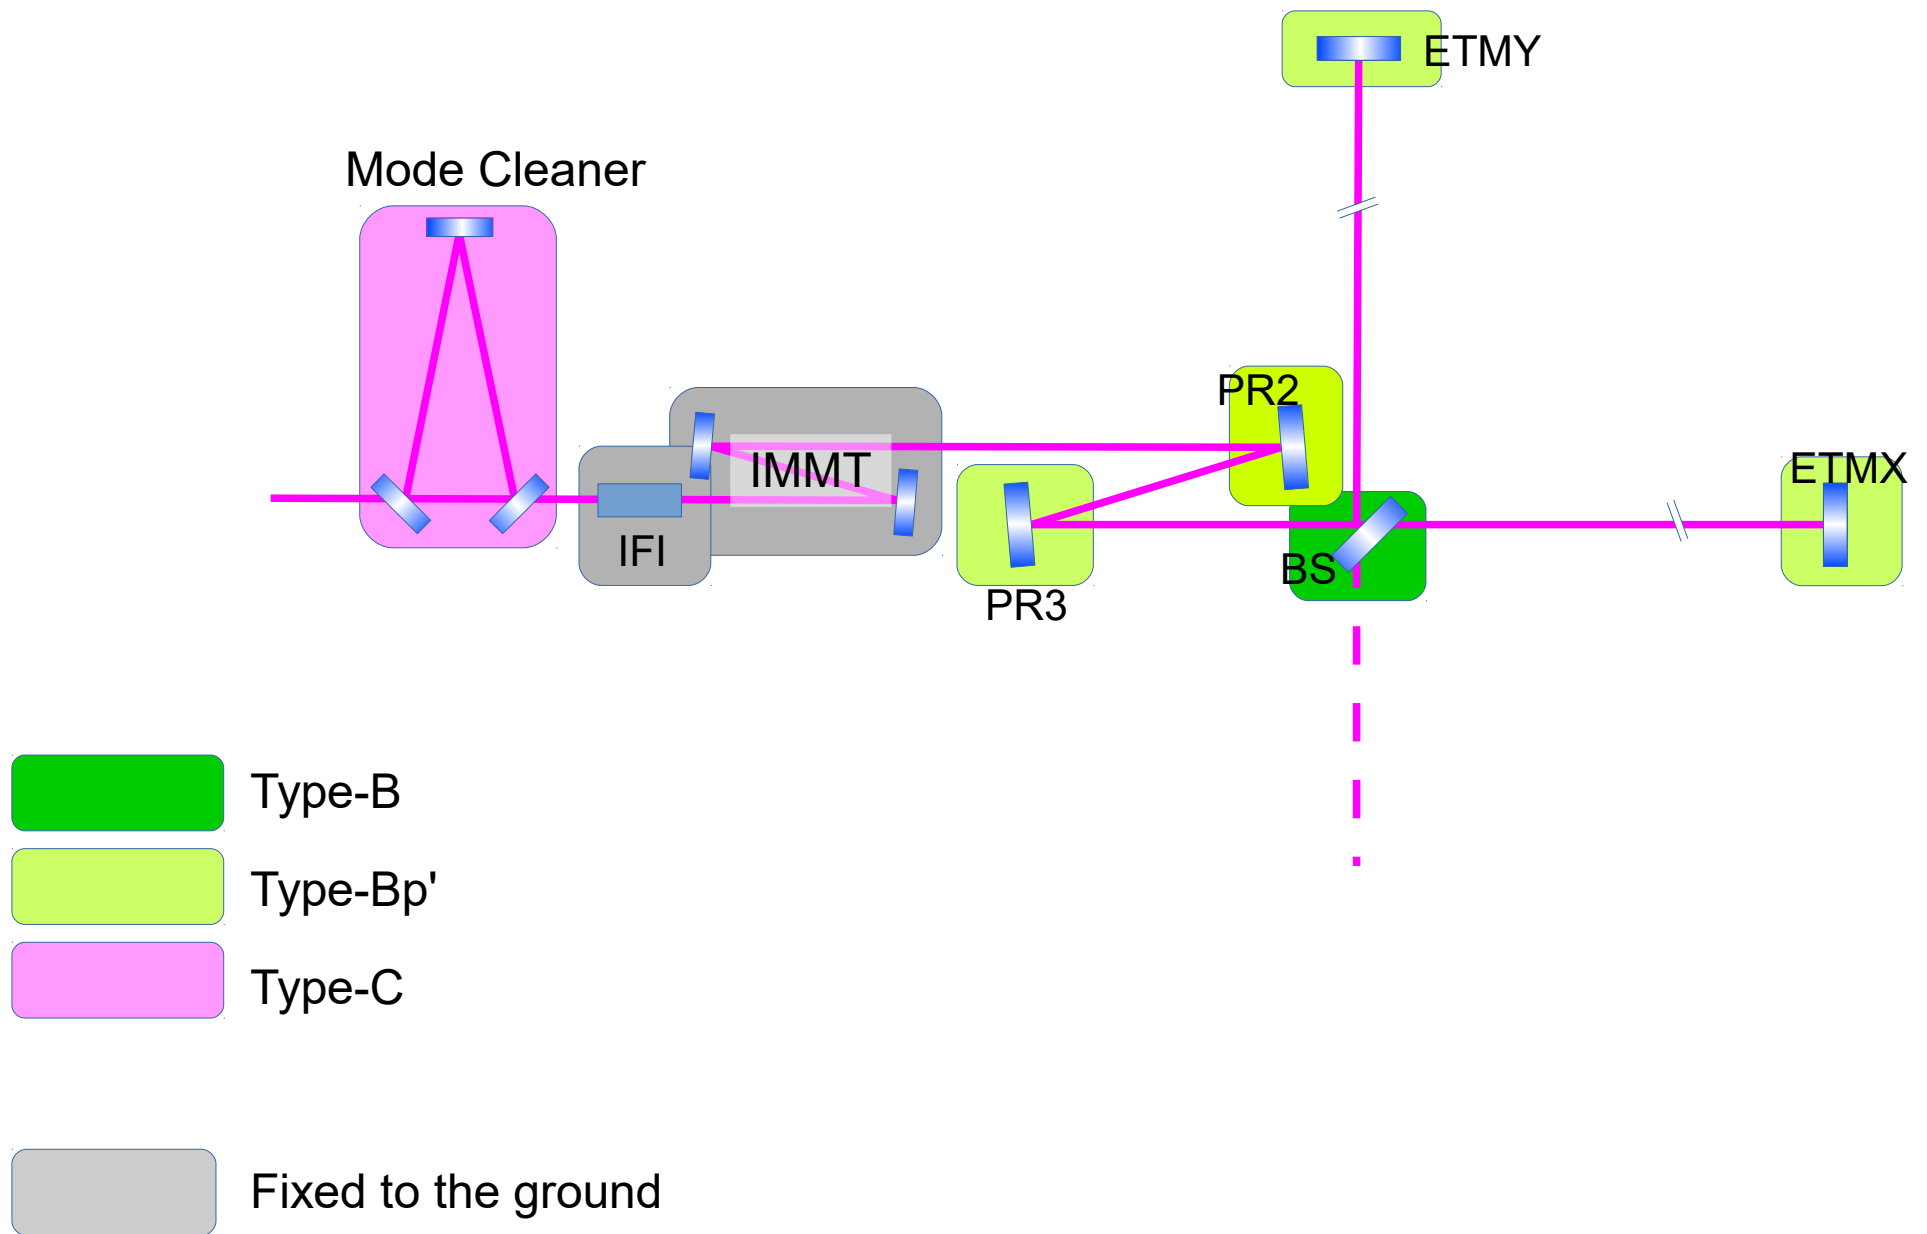 ETMY
Mode Cleaner
PR2
IMMT
ETMX
IFI
BS
PR3
Type-B
Type-Bp'
Type-C
Fixed to the ground